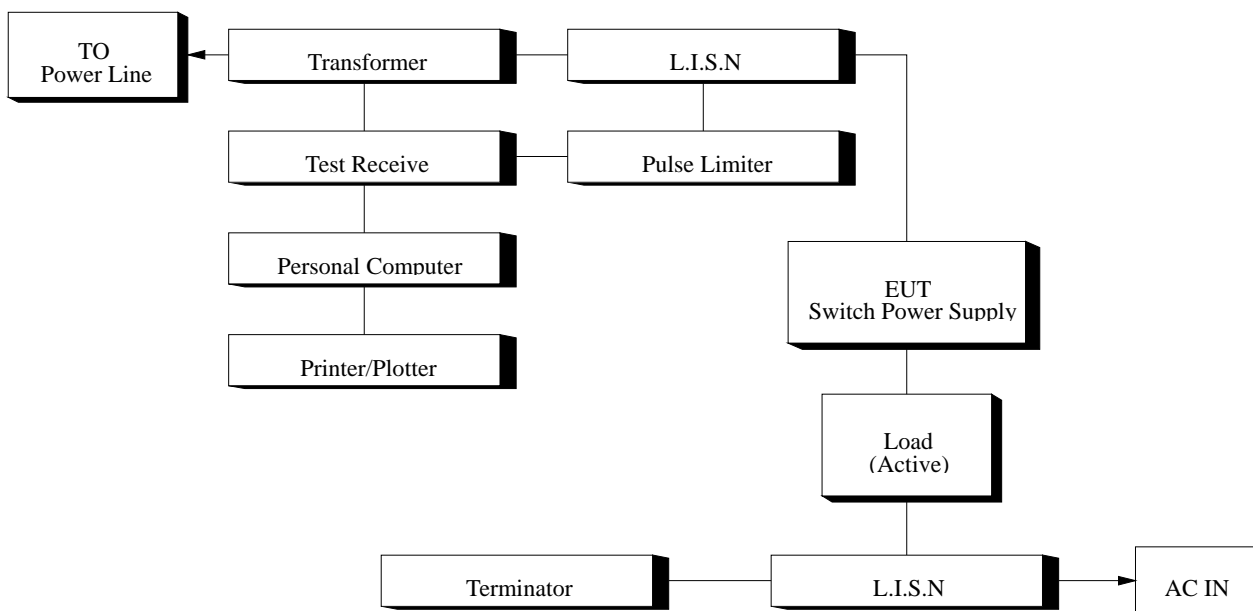 TO
Power Line
Transformer
L.I.S.N
Test Receive
Pulse Limiter
Personal Computer
EUT
Switch Power Supply
Printer/Plotter
Load
(Active)
Terminator
L.I.S.N
AC IN